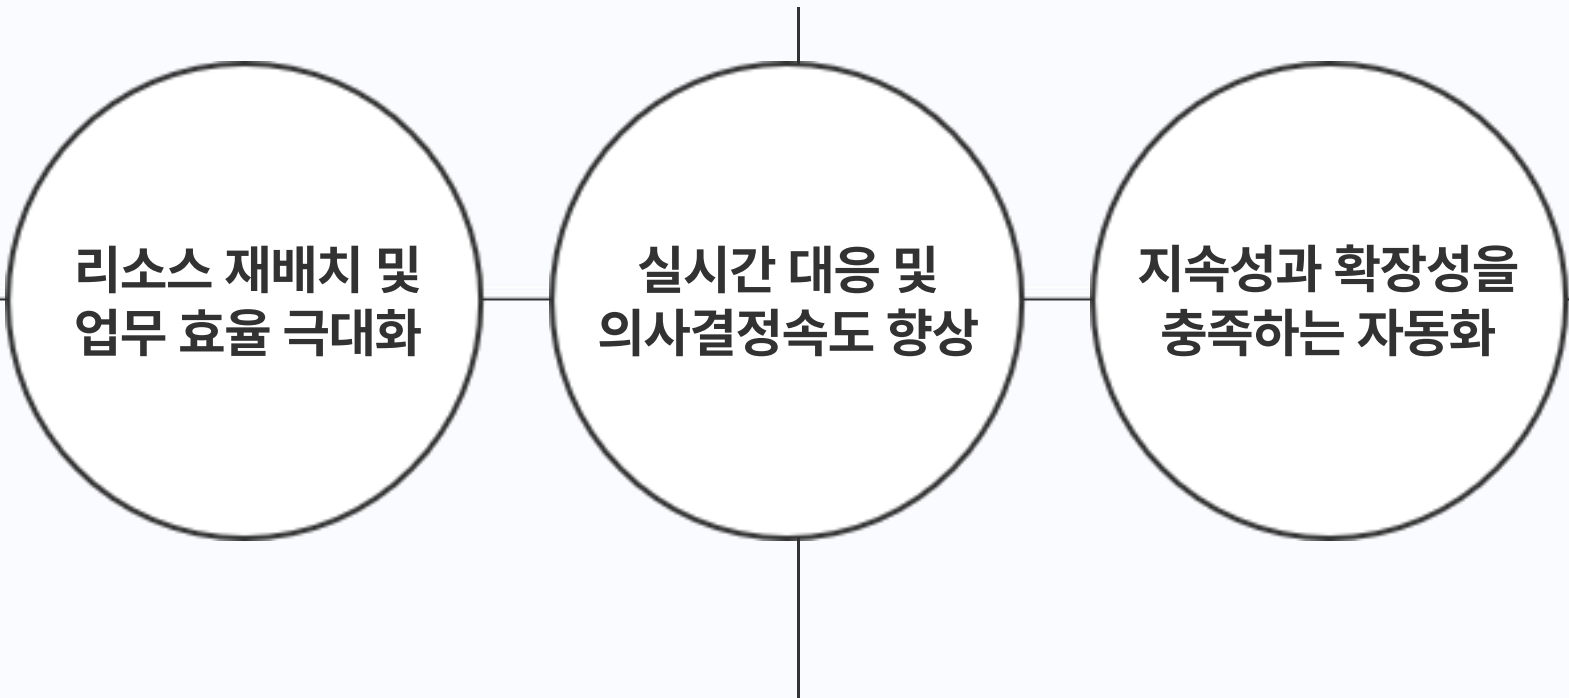 리소스 재배치 및
업무 효율 극대화
실시간 대응 및
의사결정속도 향상
지속성과 확장성을
충족하는 자동화